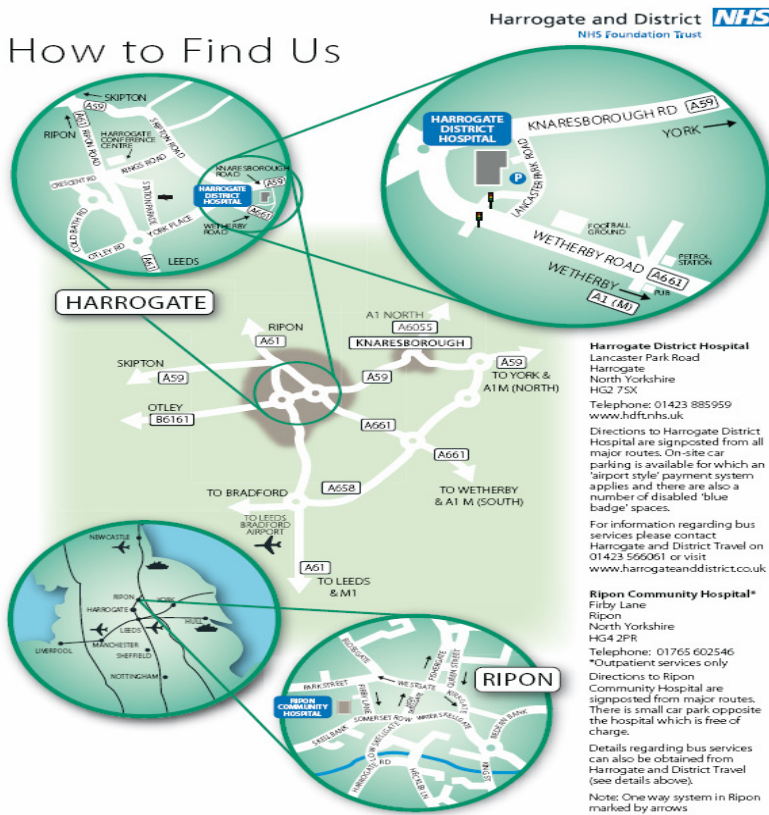 Harrogate and District NHS
NHS Foundation Trust
How to Find Us
SKIPTON
A59
RIPON
A61
RIPON ROAD
SKIPTON ROAD
HARROGATE
CONFERENCE
CENTRE
KINGS ROAD
CRESCENT RD
STATION PARADE
KNARESBOROUGH
ROAD
A59
HARROGATE
DISTRICT
HOSPITAL
A661
WETHERBY
ROAD
YORK PLACE
COLD BATH RD
OTLEY RD
A61
LEEDS
HARROGATE
DISTRICT
HOSPITAL
KNARESBOROUGH RD
A59
YORK
P
LANCASTER PARK ROAD
FOOTBALL
GROUND
WETHERBY ROAD
A661
PETROL
STATION
WETHERBY
A1 (M)
PUB
HARROGATE
RIPON
A61
A1 NORTH
A6055
KNARESBOROUGH
SKIPTON
A59
A59
A59
TO YORK &
A1M (NORTH)
OTLEY
B6161
A661
A661
TO WETHERBY
& A1 M (SOUTH)
A658
TO BRADFORD
TO LEEDS
BRADFORD
AIRPORT
A61
TO LEEDS
& M1
NEWCASTLE
RIPON
YORK
HARROGATE
LEEDS
HULL
LIVERPOOL
MANCHESTER
SHEFFIELD
NOTTINGHAM
RIPON
PARK STREET
FIRBY LANE
WESTGATE
FISHERGATE
QUEEN STREET
KIRKGATE
RIPON
COMMUNITY
HOSPITAL
SOMERSET ROW
WATER SKELLGATE
SKELLBANK
LOW SKELLGATE
BEDERN BANK
HARROGATE RD
KING ST
Harrogate District Hospital
Lancaster Park Road
Harrogate
North Yorkshire
HG2 7SX
Telephone: 01423 885959
www.hdft.nhs.uk
Directions to Harrogate District
Hospital are signposted from all
major routes. On-site car
parking is available for which an
'airport style' payment system
applies and there are also a
number of disabled 'blue
badge' spaces.
For information regarding bus
services please contact
Harrogate and District Travel on
01423 566061 or visit
www.harrogateanddistrict.co.uk
Ripon Community Hospital*
Firby Lane
Ripon
North Yorkshire
HG4 2PR
Telephone: 01765 602546
*Outpatient services only
Directions to Ripon
Community Hospital are
signposted from major routes.
There is small car park opposite
the hospital which is free of
charge.
Details regarding bus services
can also be obtained from
Harrogate and District Travel
(see details above).
Note: One way system in Ripon
marked by arrows